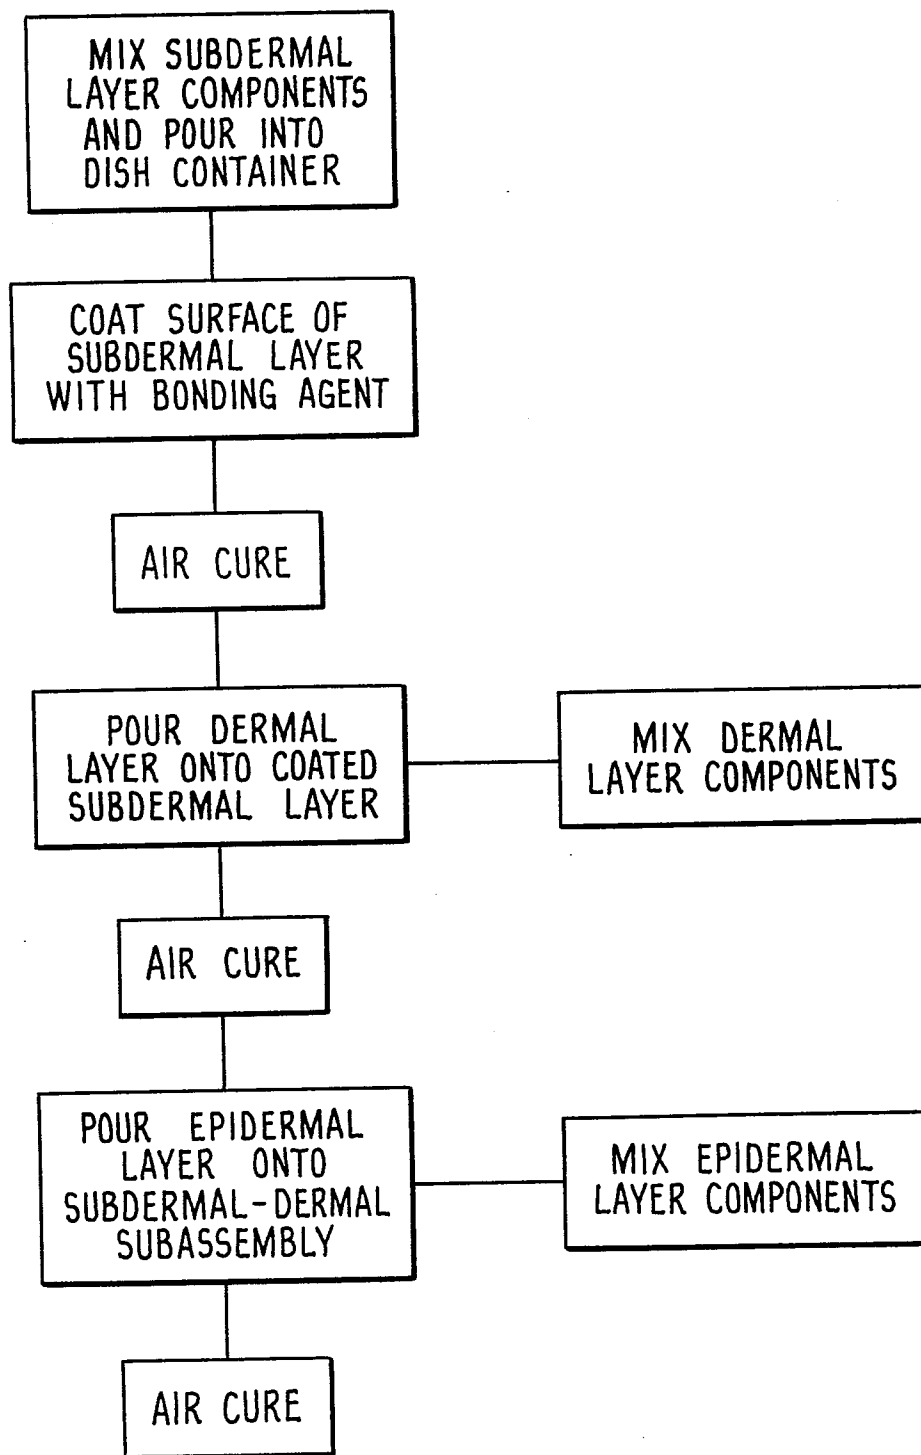 MIX SUBDERMAL
LAYER COMPONENTS
AND POUR INTO
DISH CONTAINER
COAT SURFACE OF
SUBDERMAL LAYER
WITH BONDING AGENT
AIR CURE
POUR DERMAL
LAYER ONTO COATED
SUBDERMAL LAYER
MIX DERMAL
LAYER COMPONENTS
AIR CURE
POUR EPIDERMAL
LAYER ONTO
SUBDERMAL-DERMAL
SUBASSEMBLY
MIX EPIDERMAL
LAYER COMPONENTS
AIR CURE